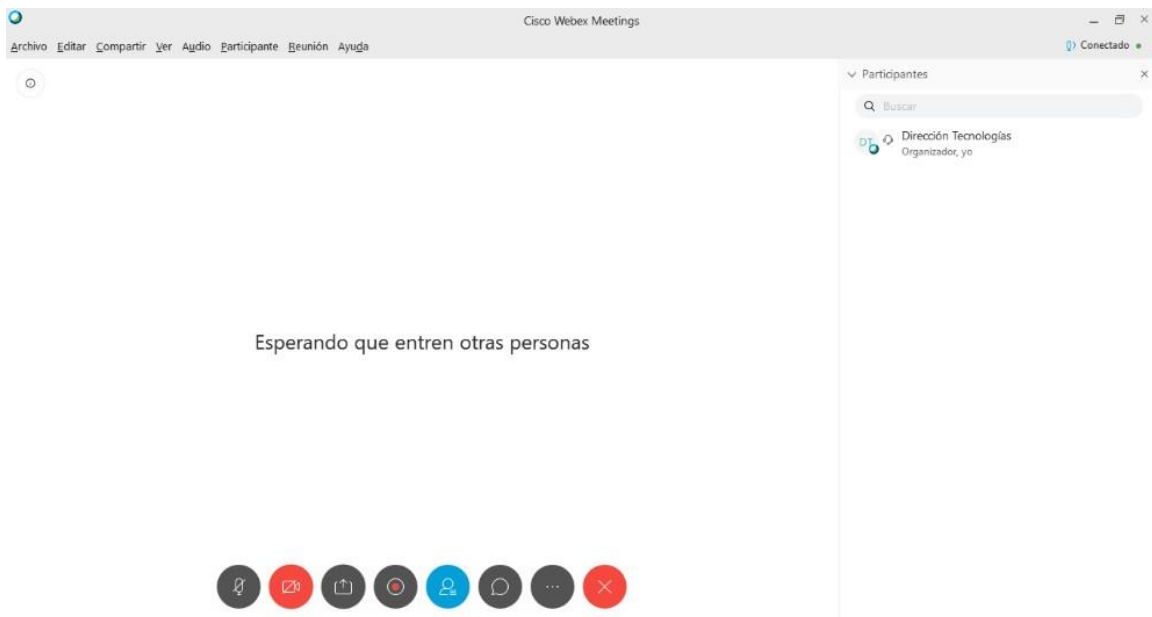 Cisco Webex Meetings
Archivo Editar Compartir Ver Audio Participante Reunión Ayuda
Conectado
Participantes
Buscar
DT
Dirección Tecnologías
Organizador, yo
Esperando que entren otras personas